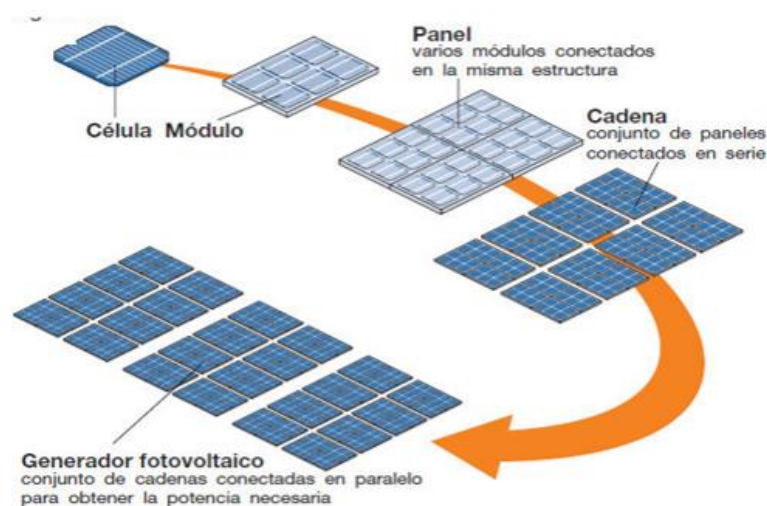 Panel
varios módulos conectados
en la misma estructura
Célula Módulo
Cadena
conjunto de paneles
conectados en serie
Generador fotovoltaico
conjunto de cadenas conectadas en paralelo
para obtener la potencia necesaria